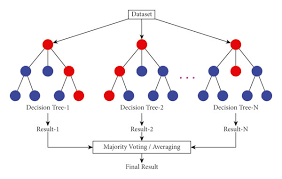 Dataset
Decision Tree-1
Decision Tree-2
Decision Tree-N
Result-1
Result-2
Result-N
Majority Voting / Averaging
Final Result